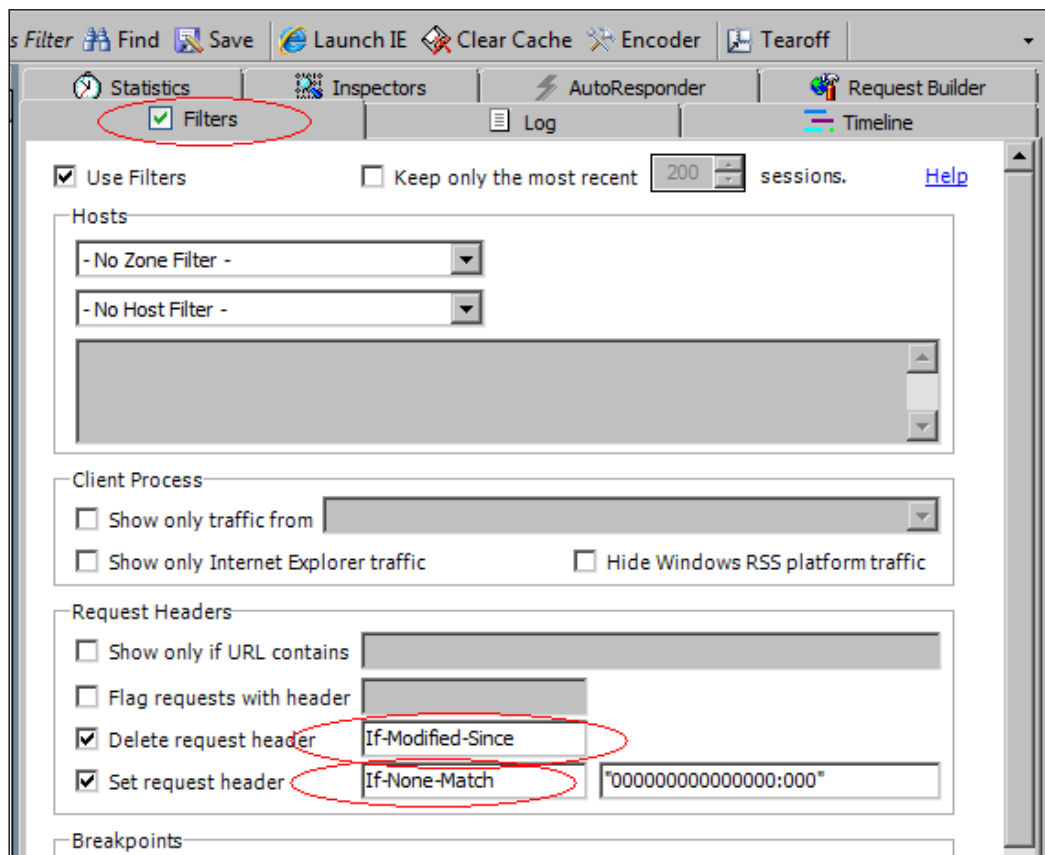 s Filter Find Save Launch IE Clear Cache Encoder Tearoff
Statistics Inspectors AutoResponder Request Builder
Filters Log Timeline
Use Filters Keep only the most recent 200 sessions. Help
Hosts
- No Zone Filter -
- No Host Filter -
Client Process
Show only traffic from
Show only Internet Explorer traffic Hide Windows RSS platform traffic
Request Headers
Show only if URL contains
Flag requests with header
Delete request header If-Modified-Since
Set request header If-None-Match "000000000000000:000"
Breakpoints